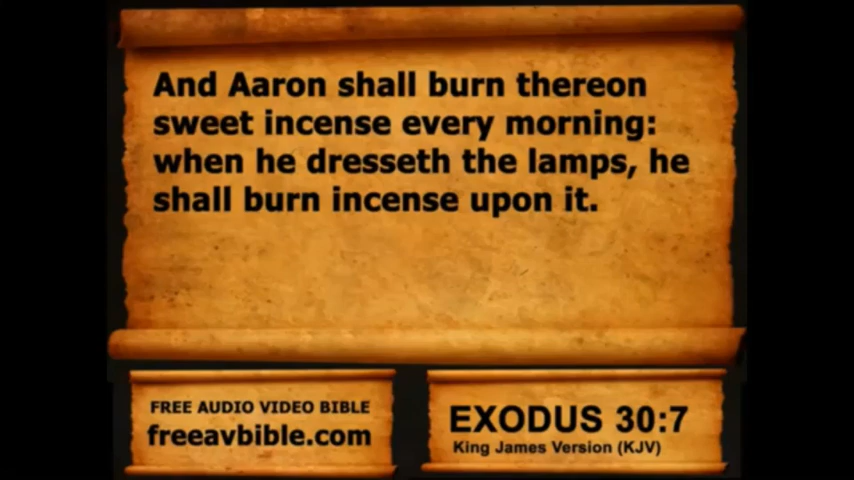 And Aaron shall burn thereon
sweet incense every morning:
when he dresseth the lamps, he
shall burn incense upon it.
FREE AUDIO VIDEO BIBLE
freeavbible.com
EXODUS 30:7
King James Version (KJV)